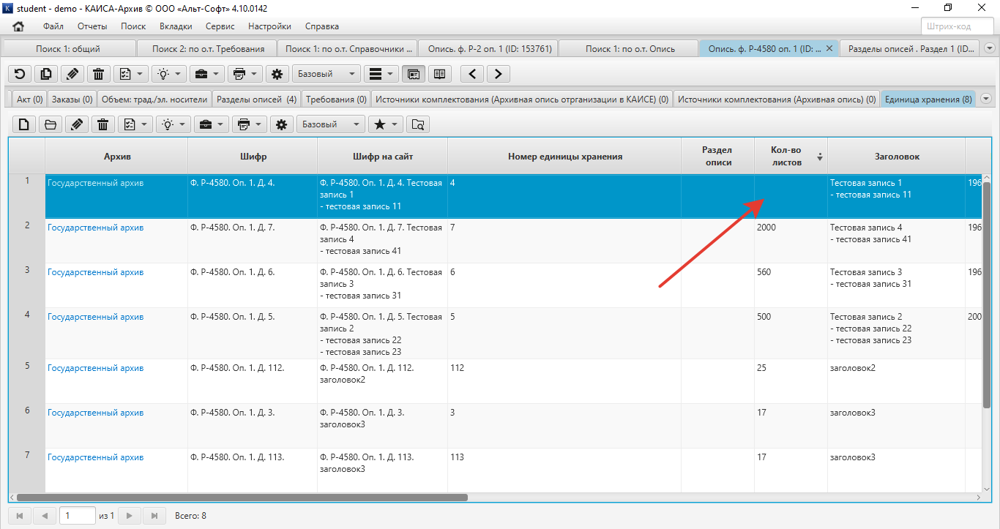 student - demo - КАИСА-Архив © ООО «Альт-Софт» 4.10.0142
Файл Отчеты Поиск Вкладки Сервис Настройки Справка Штрих-код
Поиск 1: общий Поиск 2: по о.т. Требования Поиск 1: по о.т. Справочники ... Опись. ф. Р-2 оп. 1 (ID: 153761) Поиск 1: по о.т. Опись Опись. ф. Р-4580 оп. 1 (ID: ... Разделы описей . Раздел 1 (ID...
Базовый
Акт (0) Заказы (0) Объем: трад./эл. носители Разделы описей (4) Требования (0) Источники комплектования (Архивная опись отрганизации в КАИСЕ) (0) Источники комплектования (Архивная опись) (0) Единица хранения (8)
Базовый
Архив Шифр Шифр на сайт Номер единицы хранения Раздел описи Кол-во листов Заголовок
1 Государственный архив Ф. Р-4580. Оп. 1. Д. 4. Ф. Р-4580. Оп. 1. Д. 4. Тестовая 4 Тестовая запись 1 196
запись 1 - тестовая запись 11
- тестовая запись 11
2 Государственный архив Ф. Р-4580. Оп. 1. Д. 7. Ф. Р-4580. Оп. 1. Д. 7. Тестовая 7 2000 Тестовая запись 4 196
запись 4 - тестовая запись 41
- тестовая запись 41
3 Государственный архив Ф. Р-4580. Оп. 1. Д. 6. Ф. Р-4580. Оп. 1. Д. 6. Тестовая 6 560 Тестовая запись 3 196
запись 3 - тестовая запись 31
- тестовая запись 31
4 Государственный архив Ф. Р-4580. Оп. 1. Д. 5. Ф. Р-4580. Оп. 1. Д. 5. Тестовая 5 500 Тестовая запись 2 200
запись 2 - тестовая запись 22
- тестовая запись 22 - тестовая запись 23
- тестовая запись 23
5 Государственный архив Ф. Р-4580. Оп. 1. Д. 112. Ф. Р-4580. Оп. 1. Д. 112. 112 25 заголовок2
заголовок2
6 Государственный архив Ф. Р-4580. Оп. 1. Д. 3. Ф. Р-4580. Оп. 1. Д. 3. 3 17 заголовок3
заголовок3
7 Государственный архив Ф. Р-4580. Оп. 1. Д. 113. Ф. Р-4580. Оп. 1. Д. 113. 113 17 заголовок3
заголовок3
1 из 1 Всего: 8